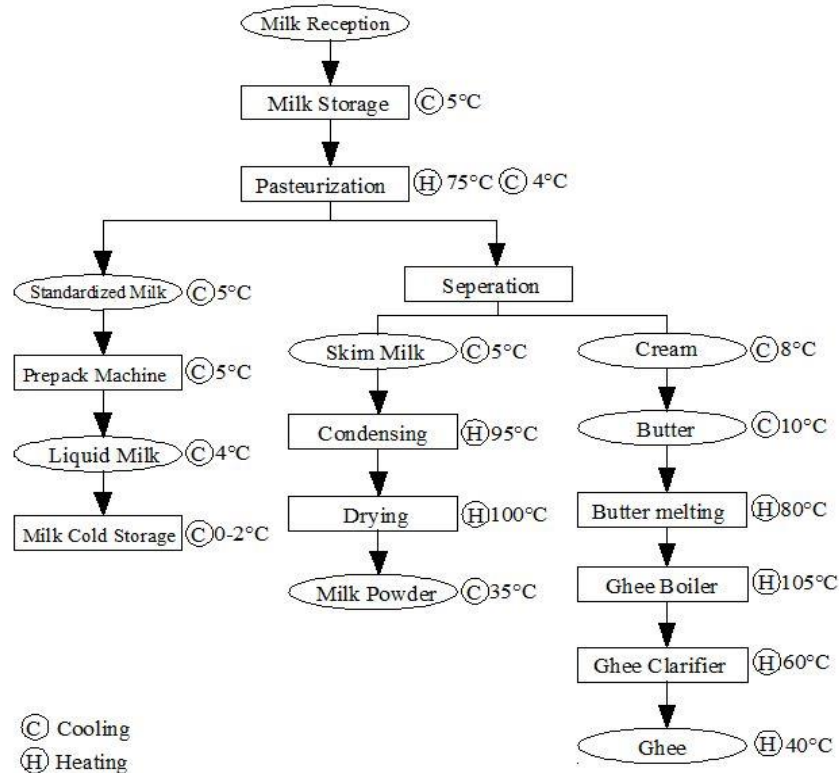 Milk Reception
Milk Storage Ⓒ 5°C
Pasteurization Ⓗ 75°C Ⓒ 4°C
Standardized Milk Ⓒ 5°C
Seperation
Prepack Machine Ⓒ 5°C
Liquid Milk Ⓒ 4°C
Milk Cold Storage Ⓒ 0-2°C
Skim Milk Ⓒ 5°C
Condensing Ⓗ 95°C
Drying Ⓗ 100°C
Milk Powder Ⓒ 35°C
Cream Ⓒ 8°C
Butter Ⓒ 10°C
Butter melting Ⓗ 80°C
Ghee Boiler Ⓗ 105°C
Ghee Clarifier Ⓗ 60°C
Ghee Ⓗ 40°C
Ⓒ Cooling
Ⓗ Heating